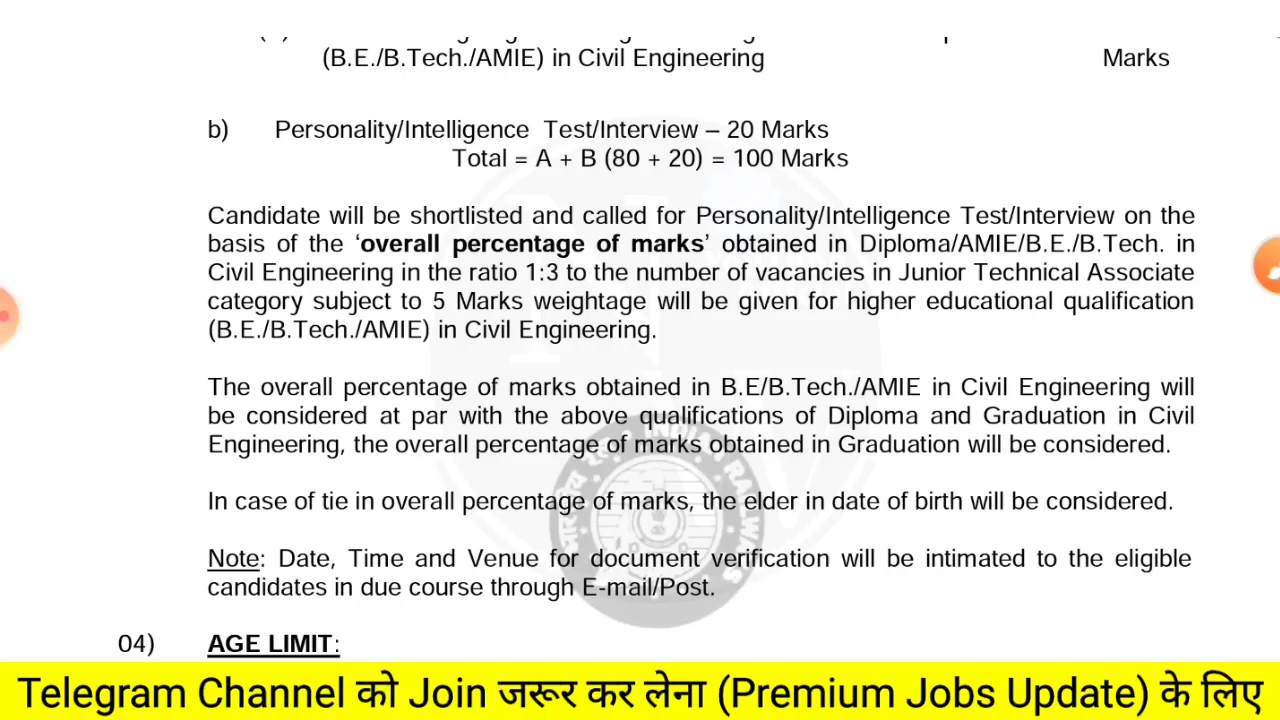 (B.E./B.Tech./AMIE) in Civil Engineering Marks
b) Personality/Intelligence Test/Interview – 20 Marks
Total = A + B (80 + 20) = 100 Marks
Candidate will be shortlisted and called for Personality/Intelligence Test/Interview on the
basis of the ‘overall percentage of marks’ obtained in Diploma/AMIE/B.E./B.Tech. in
Civil Engineering in the ratio 1:3 to the number of vacancies in Junior Technical Associate
category subject to 5 Marks weightage will be given for higher educational qualification
(B.E./B.Tech./AMIE) in Civil Engineering.
The overall percentage of marks obtained in B.E/B.Tech./AMIE in Civil Engineering will
be considered at par with the above qualifications of Diploma and Graduation in Civil
Engineering, the overall percentage of marks obtained in Graduation will be considered.
In case of tie in overall percentage of marks, the elder in date of birth will be considered.
Note: Date, Time and Venue for document verification will be intimated to the eligible
candidates in due course through E-mail/Post.
04) AGE LIMIT:
Telegram Channel को Join जरूर कर लेना (Premium Jobs Update) के लिए
भारतीय रेल INDIAN RAILWAYS